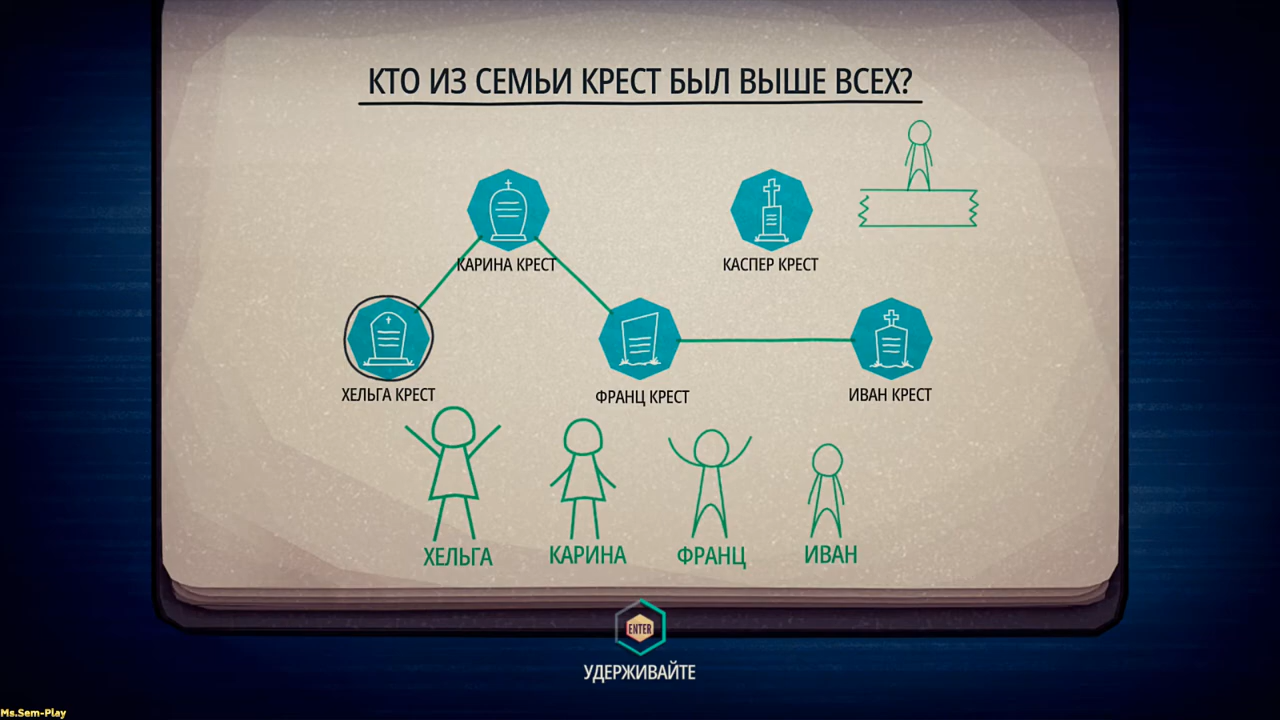 КТО ИЗ СЕМЬИ КРЕСТ БЫЛ ВЫШЕ ВСЕХ?
КАРИНА КРЕСТ
КАСПЕР КРЕСТ
ХЕЛЬГА КРЕСТ
ФРАНЦ КРЕСТ
ИВАН КРЕСТ
ХЕЛЬГА
КАРИНА
ФРАНЦ
ИВАН
ENTER
УДЕРЖИВАЙТЕ
Ms.Sem-Play